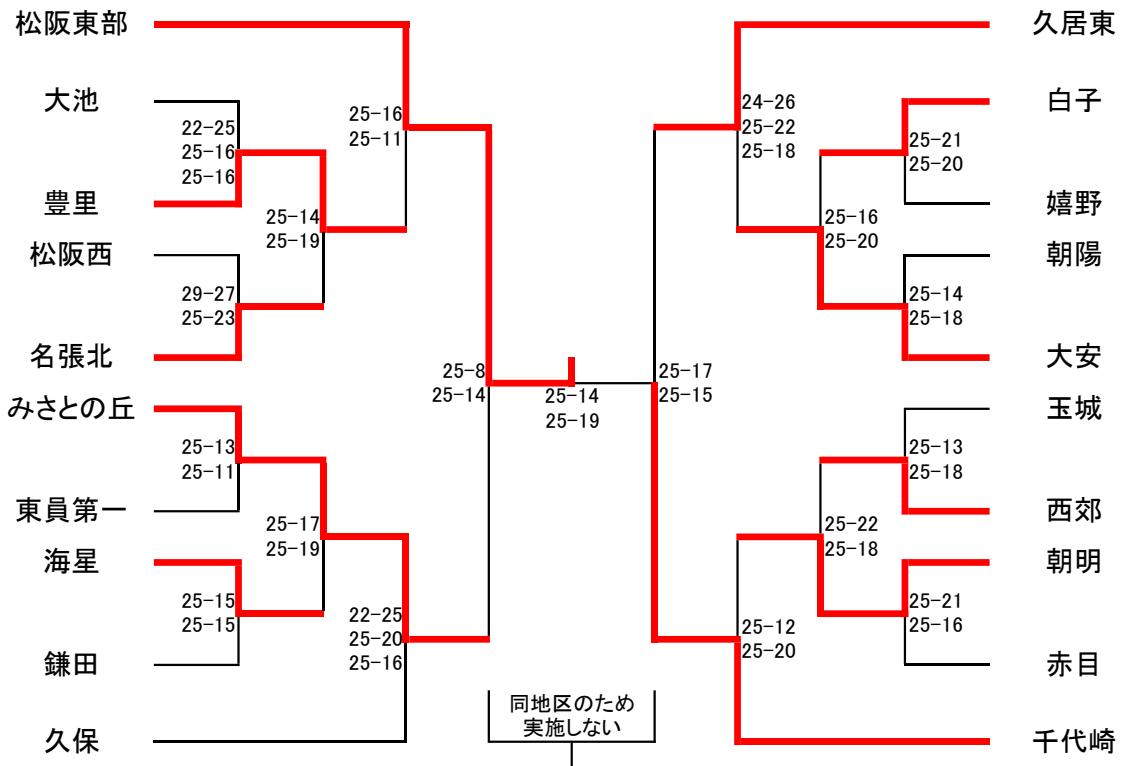 松阪東部
大池
豊里
松阪西
名張北
みさとの丘
東員第一
海星
鎌田
久保
22-25
25-16
25-16
29-27
25-23
25-13
25-11
25-15
25-15
25-14
25-19
25-17
25-19
25-16
25-11
22-25
25-20
25-16
25-8
25-14
25-14
25-19
同地区のため
実施しない
25-17
25-15
24-26
25-22
25-18
25-12
25-20
25-16
25-20
25-22
25-18
25-21
25-20
25-14
25-18
25-13
25-18
25-21
25-16
久居東
白子
嬉野
朝陽
大安
玉城
西郊
朝明
赤目
千代崎